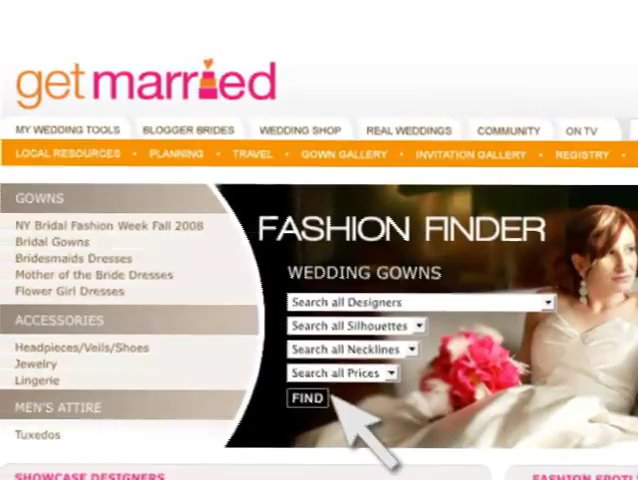 getmarried
MY WEDDING TOOLS BLOGGER BRIDES WEDDING SHOP REAL WEDDINGS COMMUNITY ON TV
LOCAL RESOURCES • PLANNING • TRAVEL • GOWN GALLERY • INVITATION GALLERY • REGISTRY •
GOWNS
NY Bridal Fashion Week Fall 2008
Bridal Gowns
Bridesmaids Dresses
Mother of the Bride Dresses
Flower Girl Dresses
ACCESSORIES
Headpieces/Veils/Shoes
Jewelry
Lingerie
MEN'S ATTIRE
Tuxedos
FASHION FINDER
WEDDING GOWNS
Search all Designers
Search all Silhouettes
Search all Necklines
Search all Prices
FIND
SHOWCASE DESIGNERS
FASHION